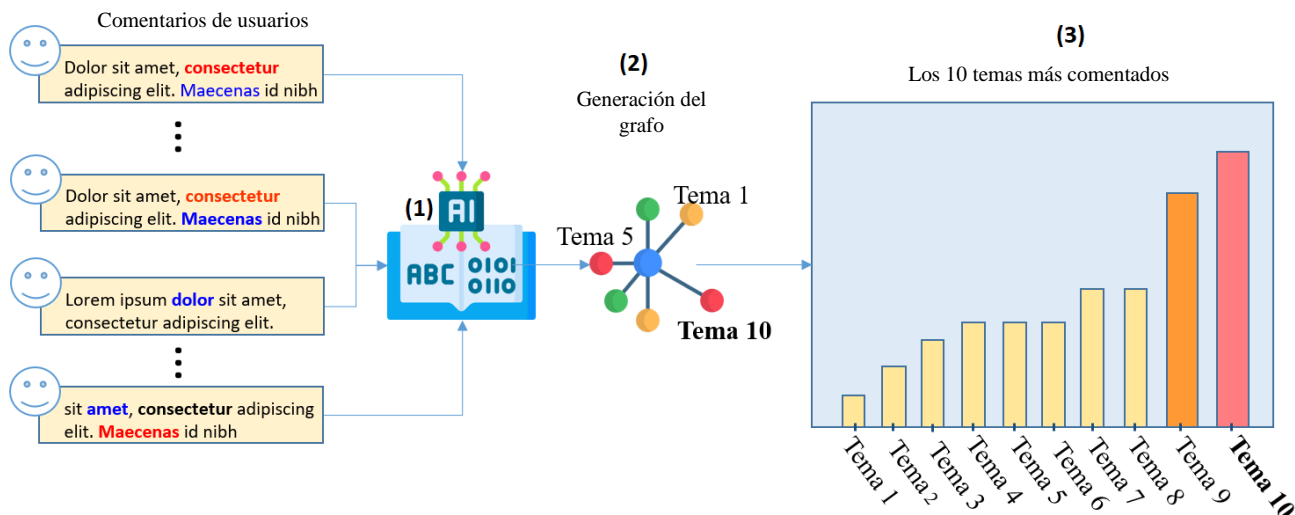 Comentarios de usuarios
Dolor sit amet, consectetur
adipiscing elit. Maecenas id nibh
Dolor sit amet, consectetur
adipiscing elit. Maecenas id nibh
Lorem ipsum dolor sit amet,
consectetur adipiscing elit.
sit amet, consectetur adipiscing
elit. Maecenas id nibh
(1)
AI
ABC
0101
0110
(2)
Generación del
grafo
Tema 1
Tema 5
Tema 10
(3)
Los 10 temas más comentados
Tema 1
Tema 2
Tema 3
Tema 4
Tema 5
Tema 6
Tema 7
Tema 8
Tema 9
Tema 10